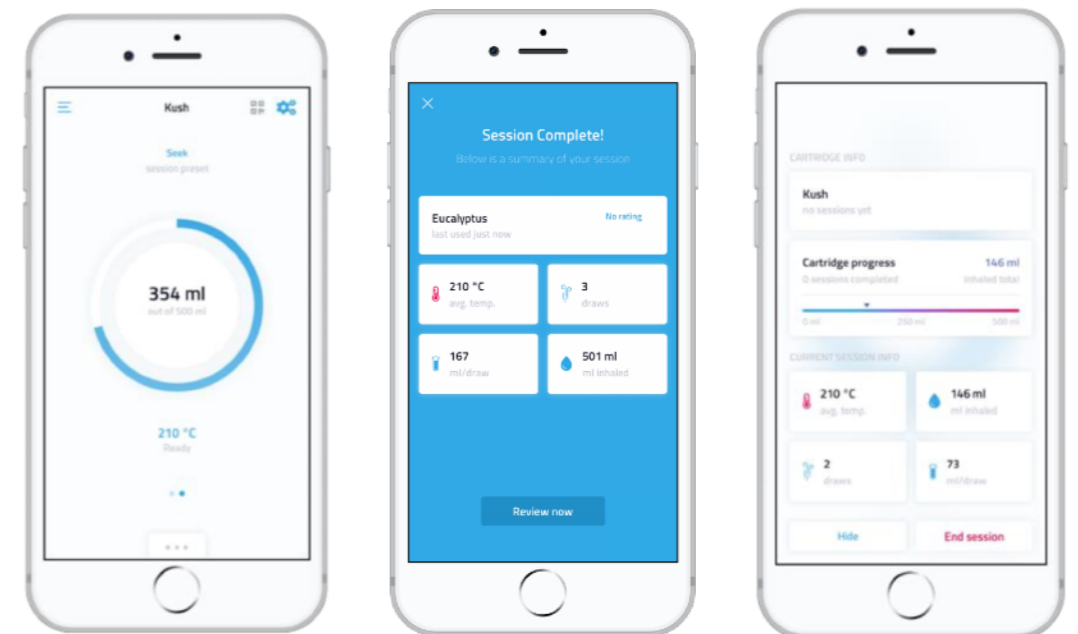 Kush
Seek
session preset
354 ml
out of 500 ml
210 °C
Ready
Session Complete!
Below is a summary of your session
Eucalyptus
No rating
last used just now
210 °C
avg. temp.
3
draws
167
ml/draw
501 ml
ml inhaled
Review now
CARTRIDGE INFO
Kush
no sessions yet
Cartridge progress
146 ml
0 sessions completed
inhaled total
0 ml
250 ml
500 ml
CURRENT SESSION INFO
210 °C
avg. temp.
146 ml
ml inhaled
2
draws
73
ml/draw
Hide
End session